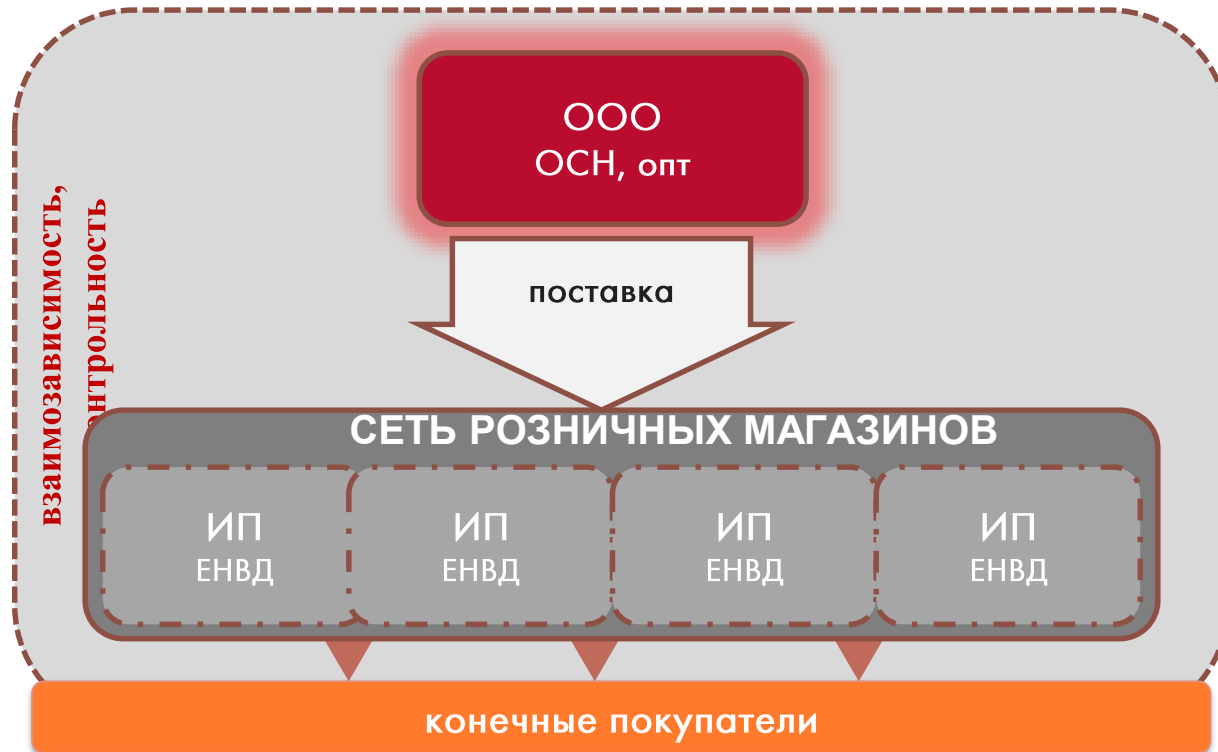 ООО
ОСН, опт
взаимозависимость,
поставка
СЕТЬ РОЗНИЧНЫХ МАГАЗИНОВ
ИП
ЕНВД
ИП
ЕНВД
ИП
ЕНВД
ИП
ЕНВД
конечные покупатели